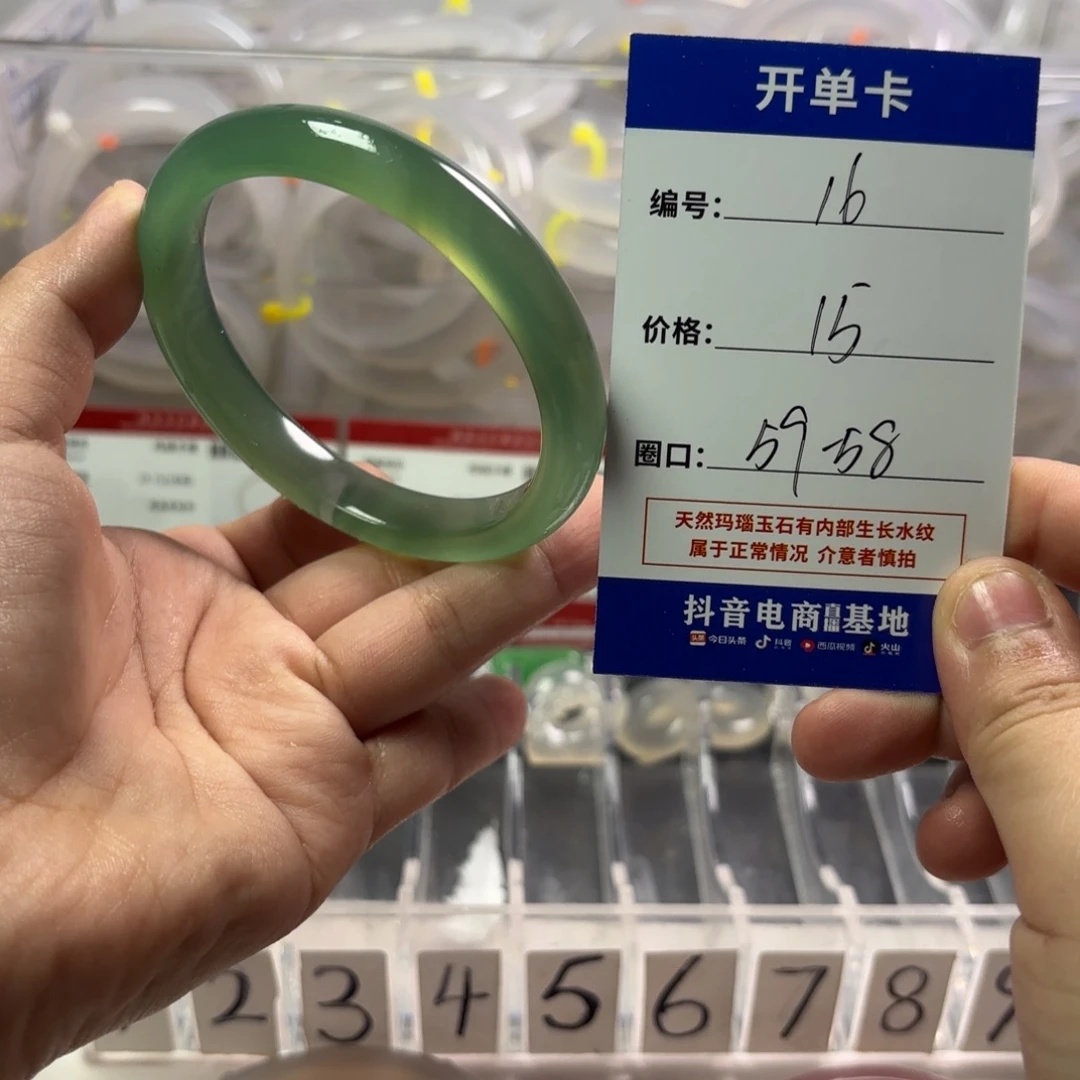 开单卡
编号: 16
价格: 15
圈口: 59-58
天然玛瑙玉石有内部生长水纹
属于正常情况 介意者慎拍
抖音电商直播基地
头条 今日头条 抖音 西瓜视频 火山
2 3 4 5 6 7 8 9